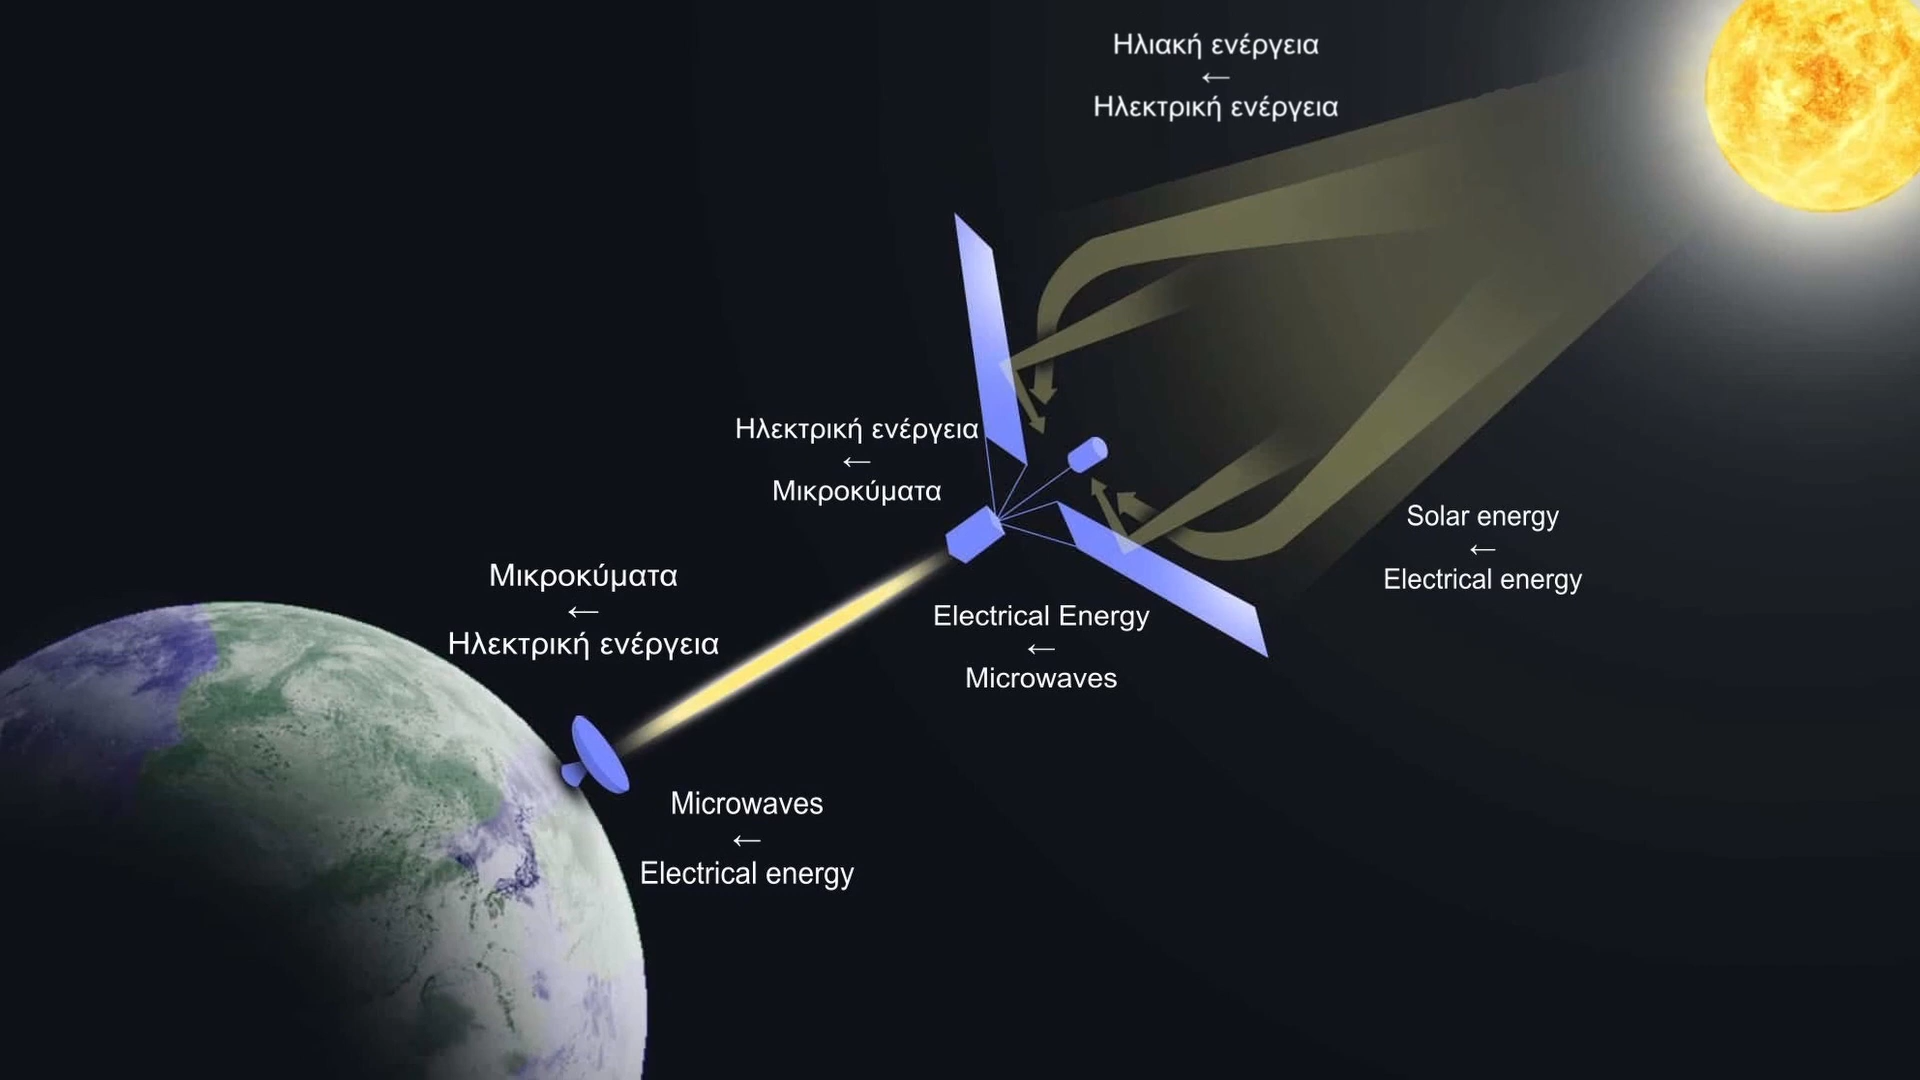 Ηλιακή ενέργεια
←
Ηλεκτρική ενέργεια
Ηλεκτρική ενέργεια
←
Μικροκύματα
Solar energy
←
Electrical energy
Μικροκύματα
←
Ηλεκτρική ενέργεια
Electrical Energy
←
Microwaves
Microwaves
←
Electrical energy